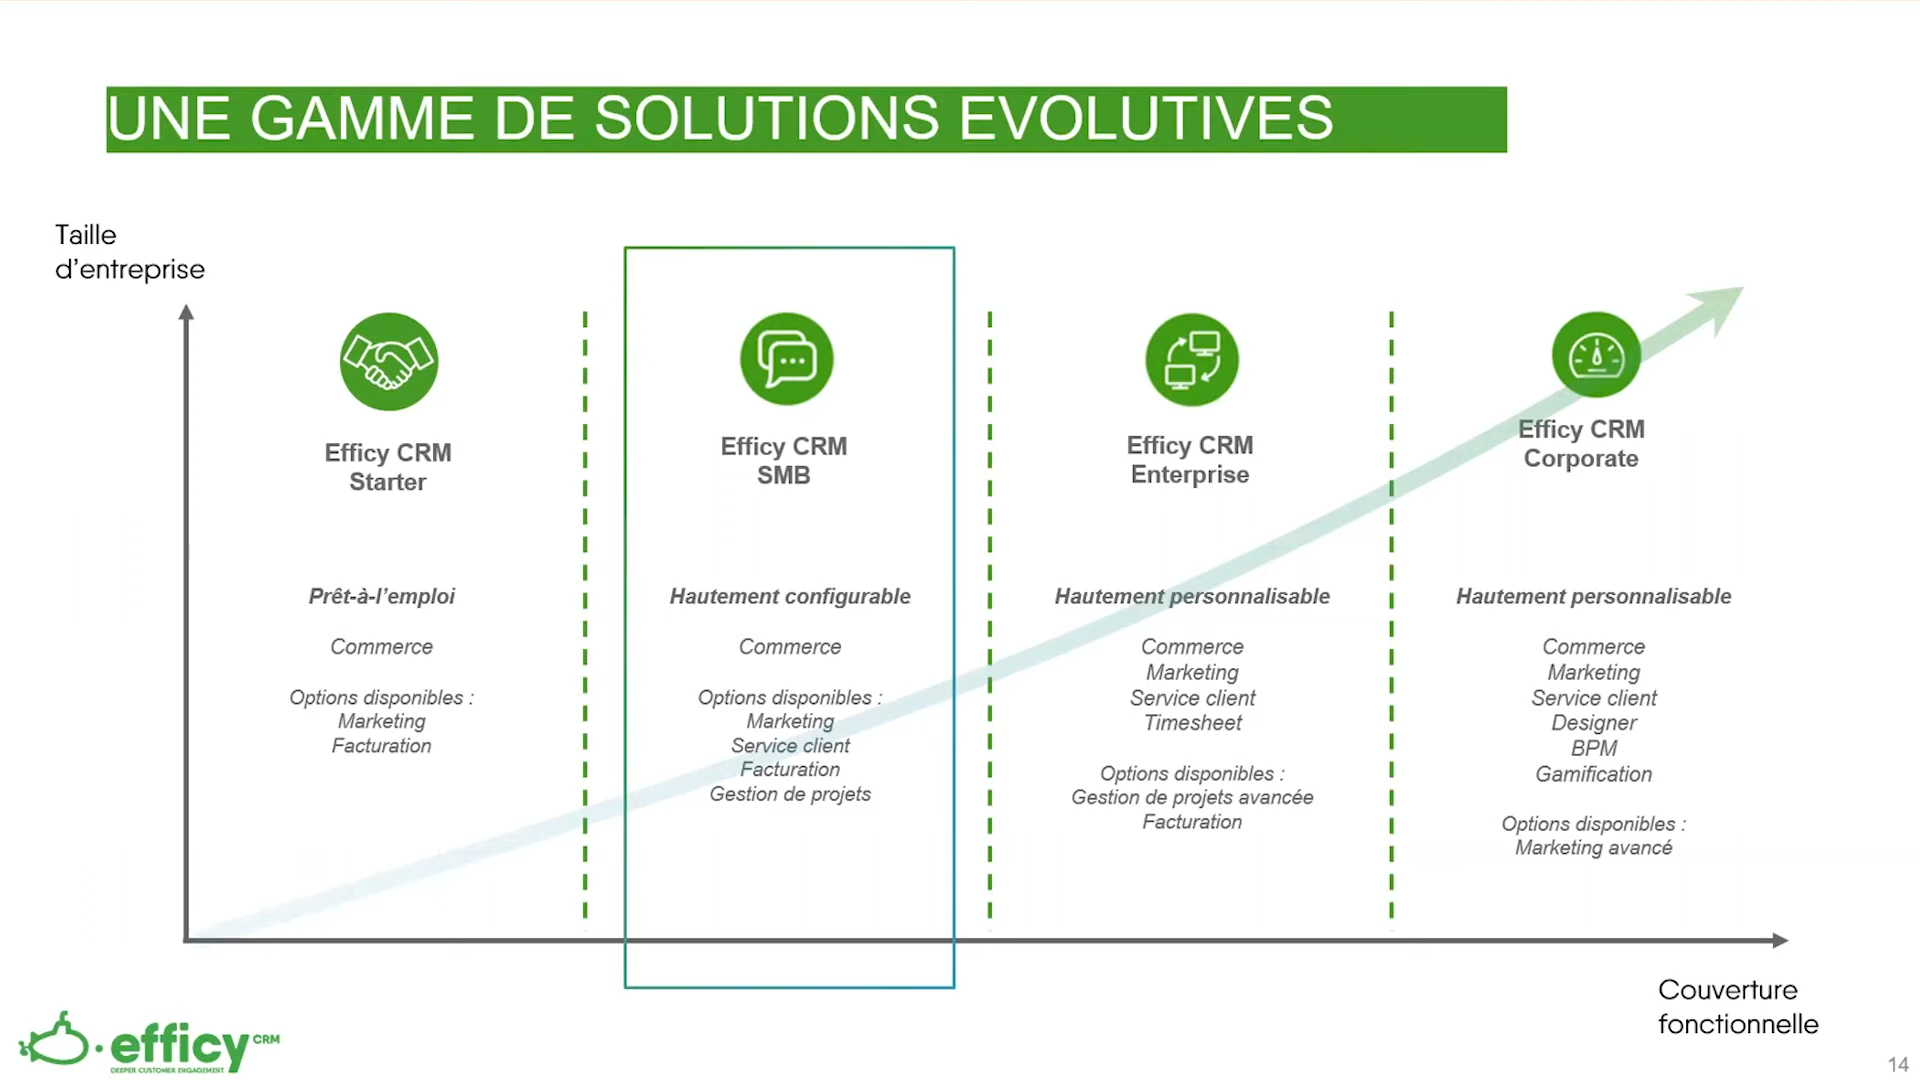 UNE GAMME DE SOLUTIONS EVOLUTIVES
Taille
d’entreprise
Efficy CRM
Starter
Prêt-à-l’emploi
Commerce
Options disponibles :
Marketing
Facturation
Efficy CRM
SMB
Hautement configurable
Commerce
Options disponibles :
Marketing
Service client
Facturation
Gestion de projets
Efficy CRM
Enterprise
Hautement personnalisable
Commerce
Marketing
Service client
Timesheet
Options disponibles :
Gestion de projets avancée
Facturation
Efficy CRM
Corporate
Hautement personnalisable
Commerce
Marketing
Service client
Designer
BPM
Gamification
Options disponibles :
Marketing avancé
Couverture
fonctionnelle
efficy CRM
DEEPER CUSTOMER ENGAGEMENT
14